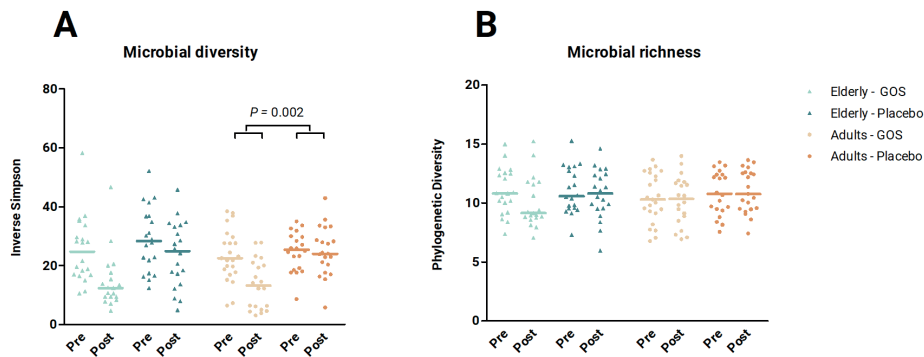 A
Microbial diversity
Inverse Simpson
80
60
40
20
0
P = 0.002
Pre
Post
Pre
Post
Pre
Post
Pre
Post
B
Microbial richness
Phylogenetic Diversity
20
15
10
5
0
Pre
Post
Pre
Post
Pre
Post
Pre
Post
Elderly - GOS
Elderly - Placebo
Adults - GOS
Adults - Placebo